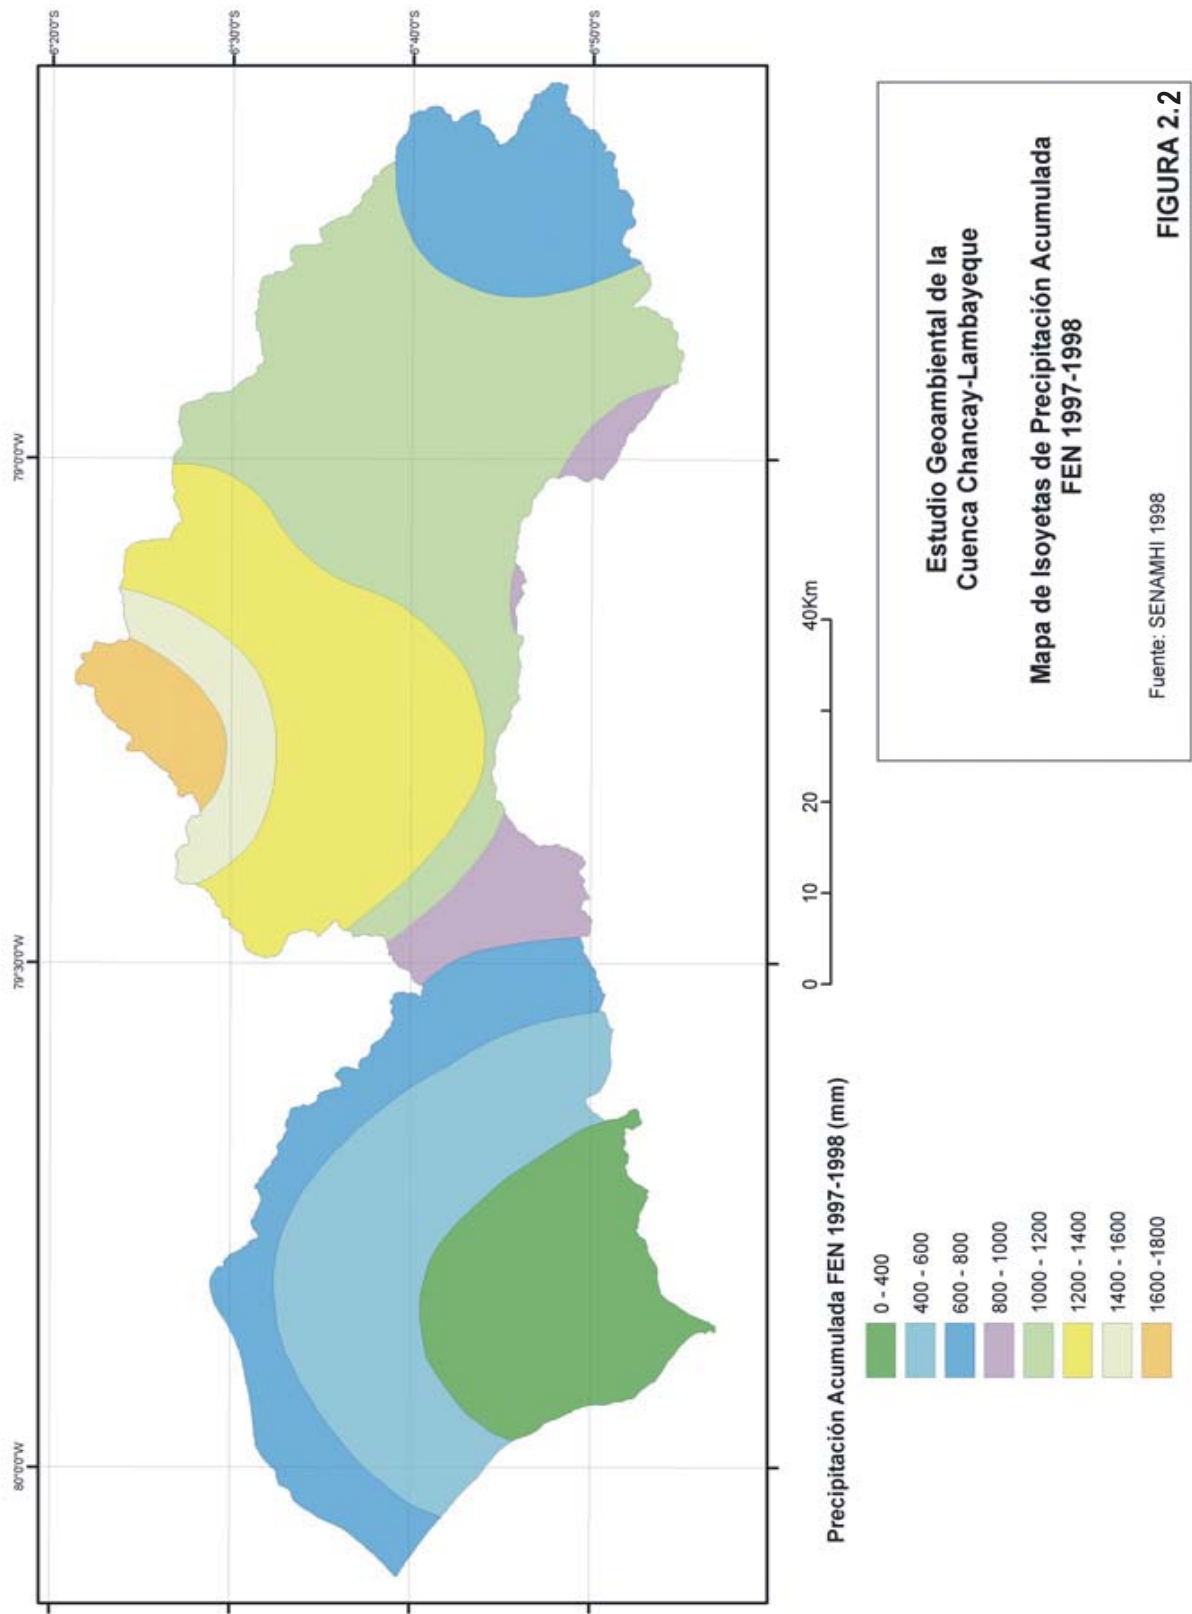 80°0'0"W
79°30'0"W
79°0'0"W
6°20'0"S
6°30'0"S
6°40'0"S
6°50'0"S
Precipitación Acumulada FEN 1997-1998 (mm)
0 - 400
400 - 600
600 - 800
800 - 1000
1000 - 1200
1200 - 1400
1400 - 1600
1600 -1800
0 10 20 40Km
Estudio Geoambiental de la
Cuenca Chancay-Lambayeque
Mapa de Isoyetas de Precipitación Acumulada
FEN 1997-1998
Fuente: SENAMHI 1998
FIGURA 2.2